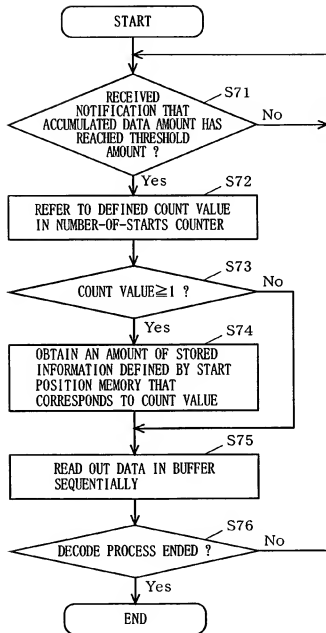 START
S71
RECEIVED
NOTIFICATION THAT
ACCUMULATED DATA AMOUNT HAS
REACHED THRESHOLD
AMOUNT ?
No
Yes
S72
REFER TO DEFINED COUNT VALUE
IN NUMBER-OF-STARTS COUNTER
S73
COUNT VALUE≧1 ?
No
Yes
S74
OBTAIN AN AMOUNT OF STORED
INFORMATION DEFINED BY START
POSITION MEMORY THAT
CORRESPONDS TO COUNT VALUE
S75
READ OUT DATA IN BUFFER
SEQUENTIALLY
S76
DECODE PROCESS ENDED ?
No
Yes
END